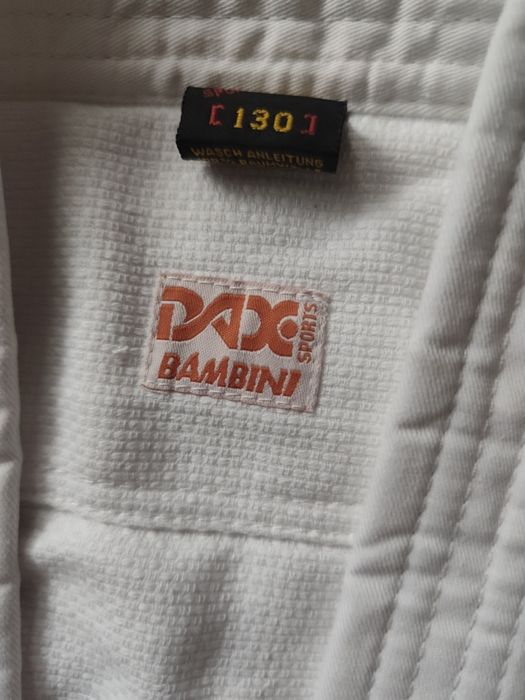 [130]
WASCH ANLEITUNG
DAX
SPORTS
BAMBINI